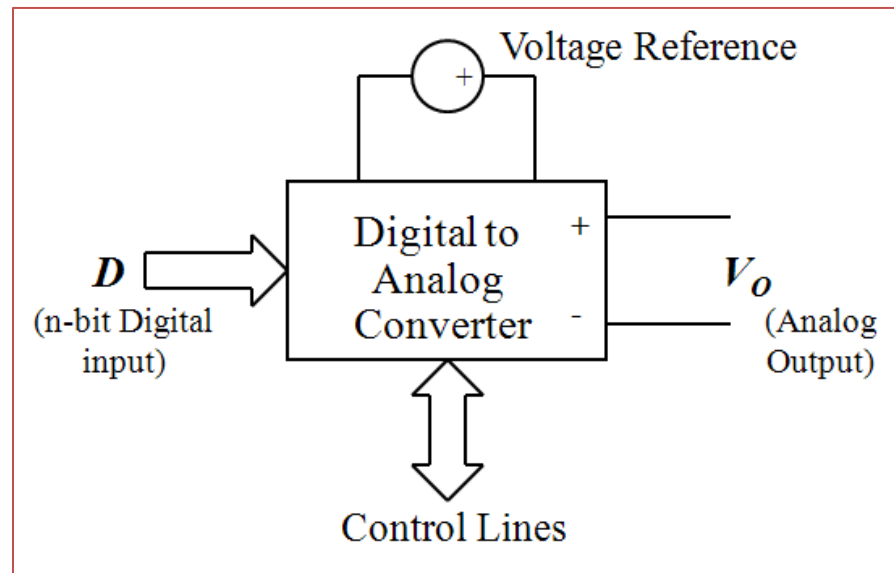 Voltage Reference
+
Digital to
Analog
Converter
+
-
D
(n-bit Digital
input)
VO
(Analog
Output)
Control Lines